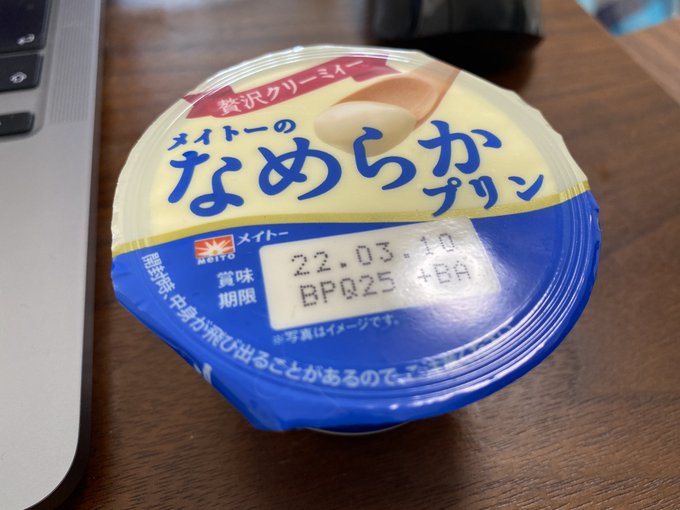 贅沢クリーミィー
メイトーの
なめらか
プリン
MEITO
メイトー
賞味
期限
22.03.10
BPQ25 +BA
※写真はイメージです。
開封時、中身が飛び出ることがあるので、ご